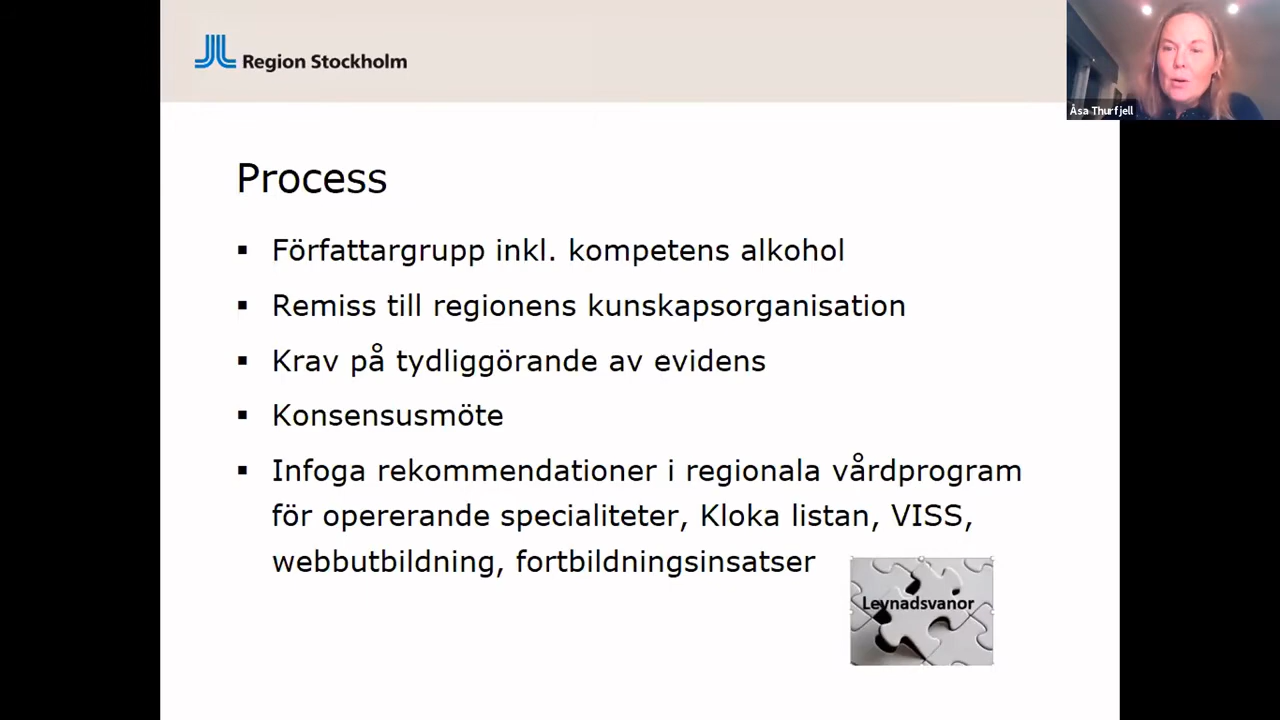 Region Stockholm
Åsa Thurfjell
Process
▪ Författargrupp inkl. kompetens alkohol
▪ Remiss till regionens kunskapsorganisation
▪ Krav på tydliggörande av evidens
▪ Konsensusmöte
▪ Infoga rekommendationer i regionala vårdprogram
för opererande specialiteter, Kloka listan, VISS,
webbutbildning, fortbildningsinsatser
Levnadsvanor